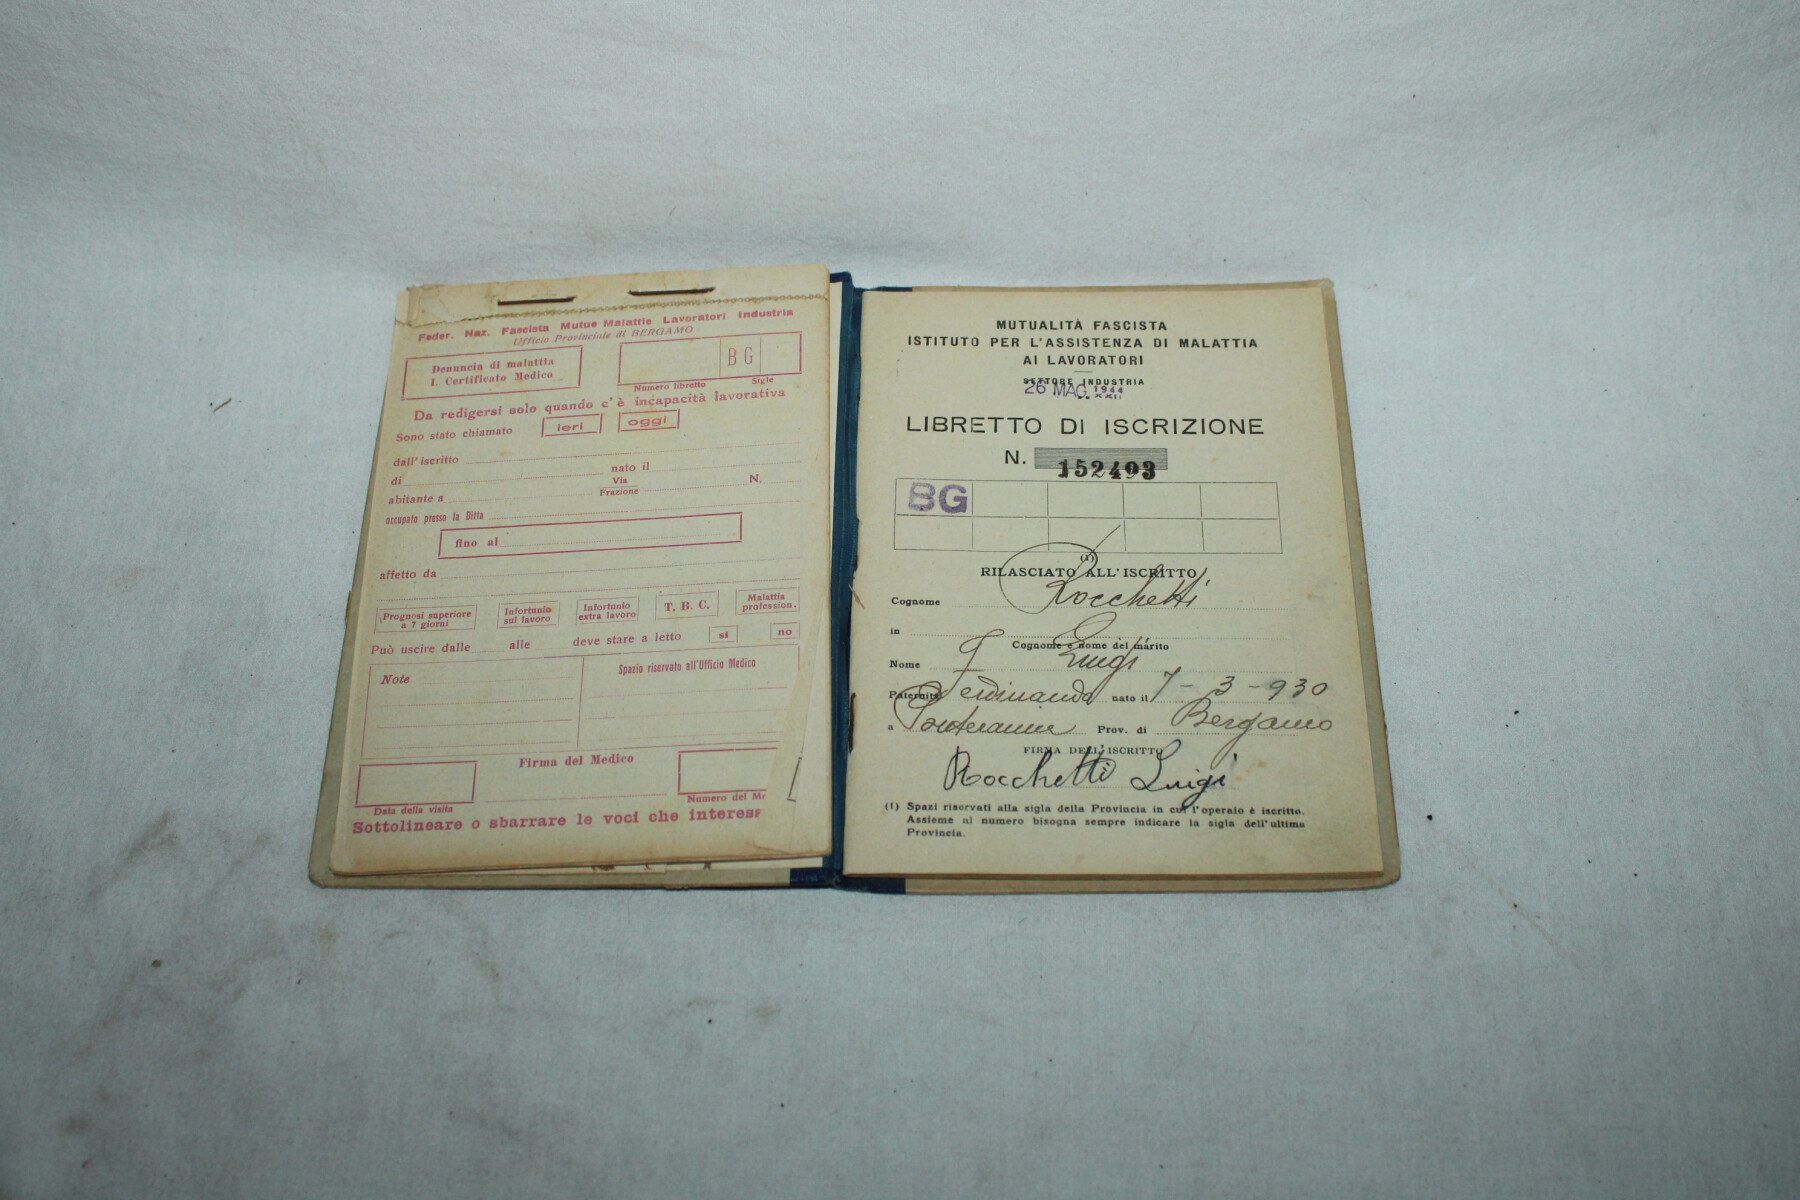 Feder. Naz. Fascista Mutue Malattie Lavoratori Industria
Ufficio Provinciale di BERGAMO
Denuncia di malattia
I. Certificato Medico
BG
Numero libretto
Sigle
Da redigersi solo quando c'è incapacità lavorativa
Sono stato chiamato
ieri
oggi
dall'iscritto
di
nato il
abitante a
Via
Frazione
N.
occupato presso la Ditta
fino al
affetto da
Prognosi superiore
a 7 giorni
Infortunio
sul lavoro
Infortunio
extra lavoro
T. B. C.
Malattia
profession.
Può uscire dalle
alle
deve stare a letto
si
no
Note
Spazio riservato all'Ufficio Medico
Firma del Medico
Data della visita
Numero del Me
Sottolineare o sbarrare le voci che interess
MUTUALITÀ FASCISTA
ISTITUTO PER L'ASSISTENZA DI MALATTIA
AI LAVORATORI
SETTORE INDUSTRIA
26 MAG. 1944
XXII
LIBRETTO DI ISCRIZIONE
N. 152493
BG
(1)
RILASCIATO ALL'ISCRITTO
Cognome Rocchetti
in
Cognome e nome del marito
Nome Luigi
Paternità Ferdinando nato il 7-3-930
a Ponteranica Prov. di Bergamo
FIRMA DELL'ISCRITTO
Rocchetti Luigi
(1) Spazi riservati alla sigla della Provincia in cui l'operaio è iscritto.
Assieme al numero bisogna sempre indicare la sigla dell'ultima
Provincia.